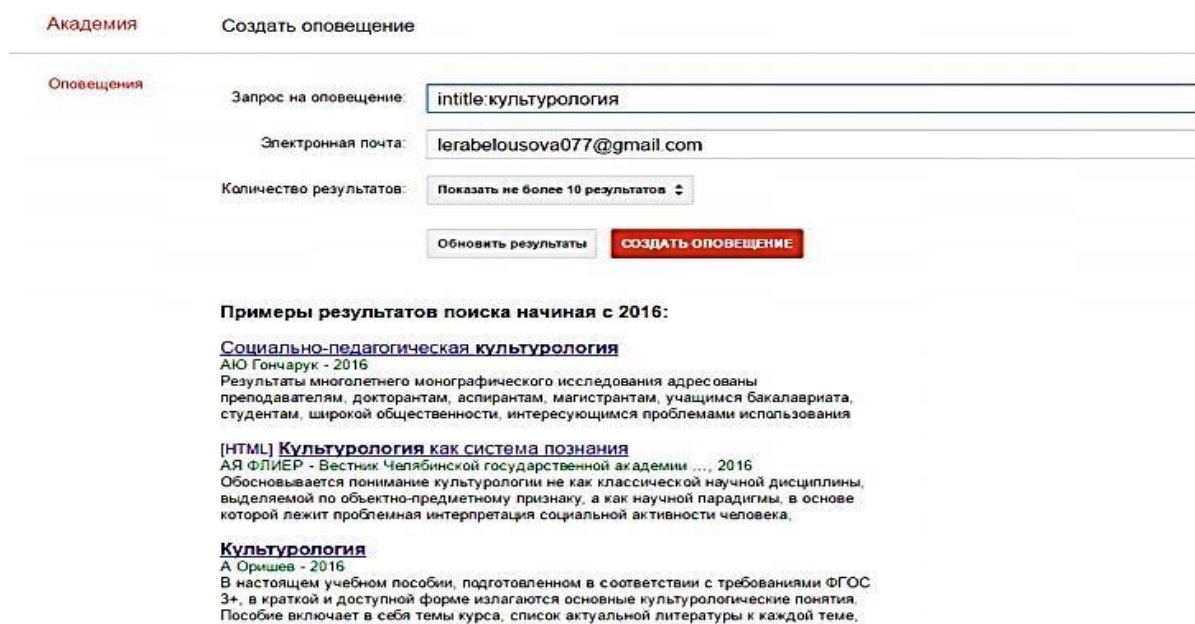 Академия Создать оповещение
Оповещения
Запрос на оповещение: intitle:культурология
Электронная почта: lerabelousova077@gmail.com
Количество результатов: Показать не более 10 результатов
Обновить результаты СОЗДАТЬ ОПОВЕЩЕНИЕ
Примеры результатов поиска начиная с 2016:
Социально-педагогическая культурология
АЮ Гончарук - 2016
Результаты многолетнего монографического исследования адресованы
преподавателям, докторантам, аспирантам, магистрантам, учащимся бакалавриата,
студентам, широкой общественности, интересующимся проблемами использования
[HTML] Культурология как система познания
АЯ ФЛИЕР - Вестник Челябинской государственной академии ..., 2016
Обосновывается понимание культурологии не как классической научной дисциплины,
выделяемой по объектно-предметному признаку, а как научной парадигмы, в основе
которой лежит проблемная интерпретация социальной активности человека,
Культурология
А Оришев - 2016
В настоящем учебном пособии, подготовленном в соответствии с требованиями ФГОС
3+, в краткой и доступной форме излагаются основные культурологические понятия.
Пособие включает в себя темы курса, список актуальной литературы к каждой теме,